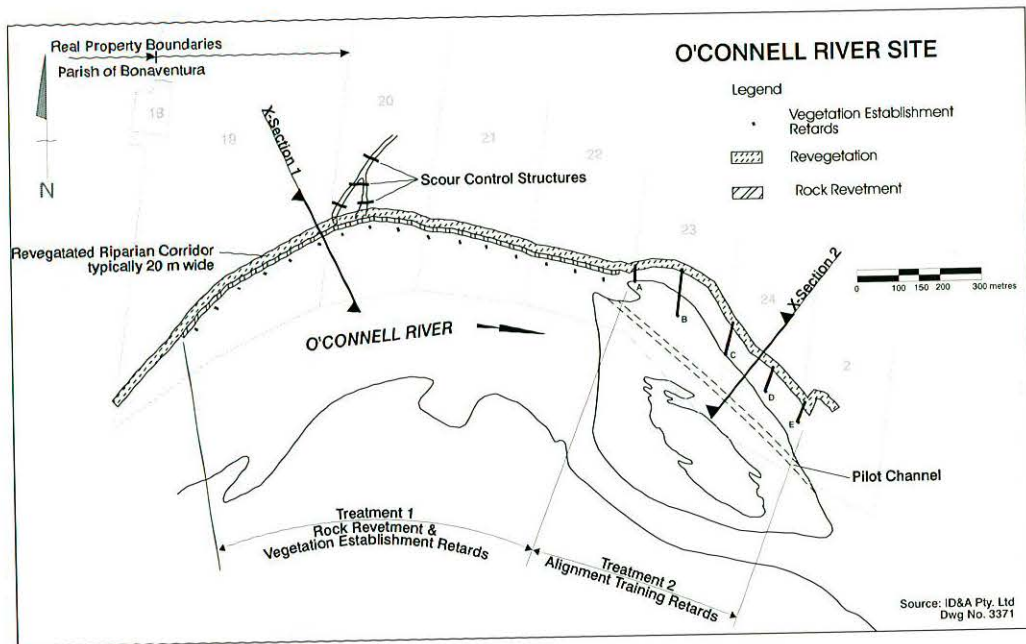 Real Property Boundaries
Parish of Bonaventura
O'CONNELL RIVER SITE
Legend
Vegetation Establishment
Retards
Revegetation
Rock Revetment
N
18
19
20
21
22
23
24
2
X-Section 1
Scour Control Structures
Revegatated Riparian Corridor
typically 20 m wide
X-Section 2
0 100 150 200 300 metres
A
B
C
D
E
O'CONNELL RIVER
Pilot Channel
Treatment 1
Rock Revetment &
Vegetation Establishment Retards
Treatment 2
Alignment Training Retards
Source: ID&A Pty. Ltd
Dwg No. 3371